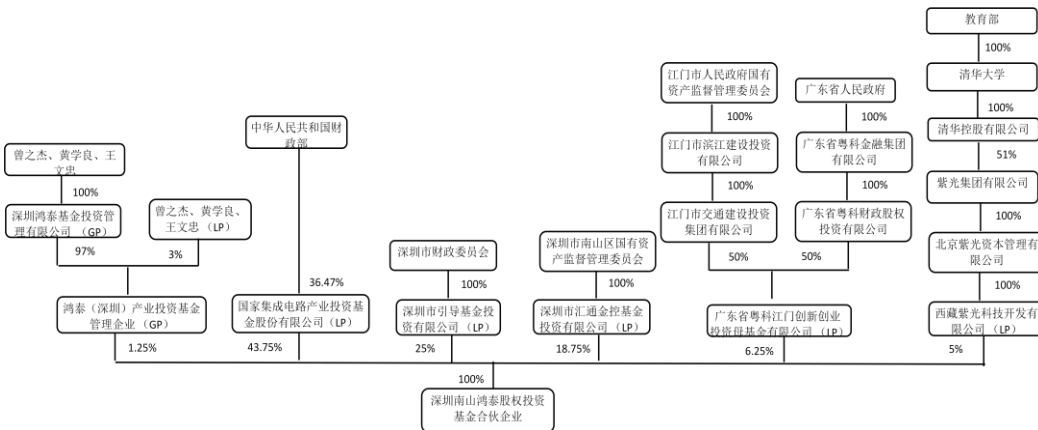 教育部
100%
清华大学
100%
清华控股有限公司
51%
紫光集团有限公司
100%
北京紫光资本管理有
限公司
100%
西藏紫光科技开发有
限公司（LP）
5%
江门市人民政府国有
资产监督管理委员会
100%
江门市滨江建设投资
有限公司
100%
江门市交通建设投资
集团有限公司
50%
广东省人民政府
100%
广东省粤科金融集团
有限公司
100%
广东省粤科财政股权
投资有限公司
50%
广东省粤科江门创新创业
投资母基金有限公司（LP）
6.25%
中华人民共和国财
政部
36.47%
国家集成电路产业投资基
金股份有限公司（LP）
43.75%
曾之杰、黄学良、王
文忠
100%
深圳鸿泰基金投资管
理有限公司（GP）
97%
曾之杰、黄学良、
王文忠（LP）
3%
鸿泰（深圳）产业投资基金
管理企业（GP）
1.25%
深圳市财政委员会
100%
深圳市引导基金投
资有限公司（LP）
25%
深圳市南山区国有资
产监督管理委员会
100%
深圳市汇通金控基金
投资有限公司（LP）
18.75%
100%
深圳南山鸿泰股权投资
基金合伙企业